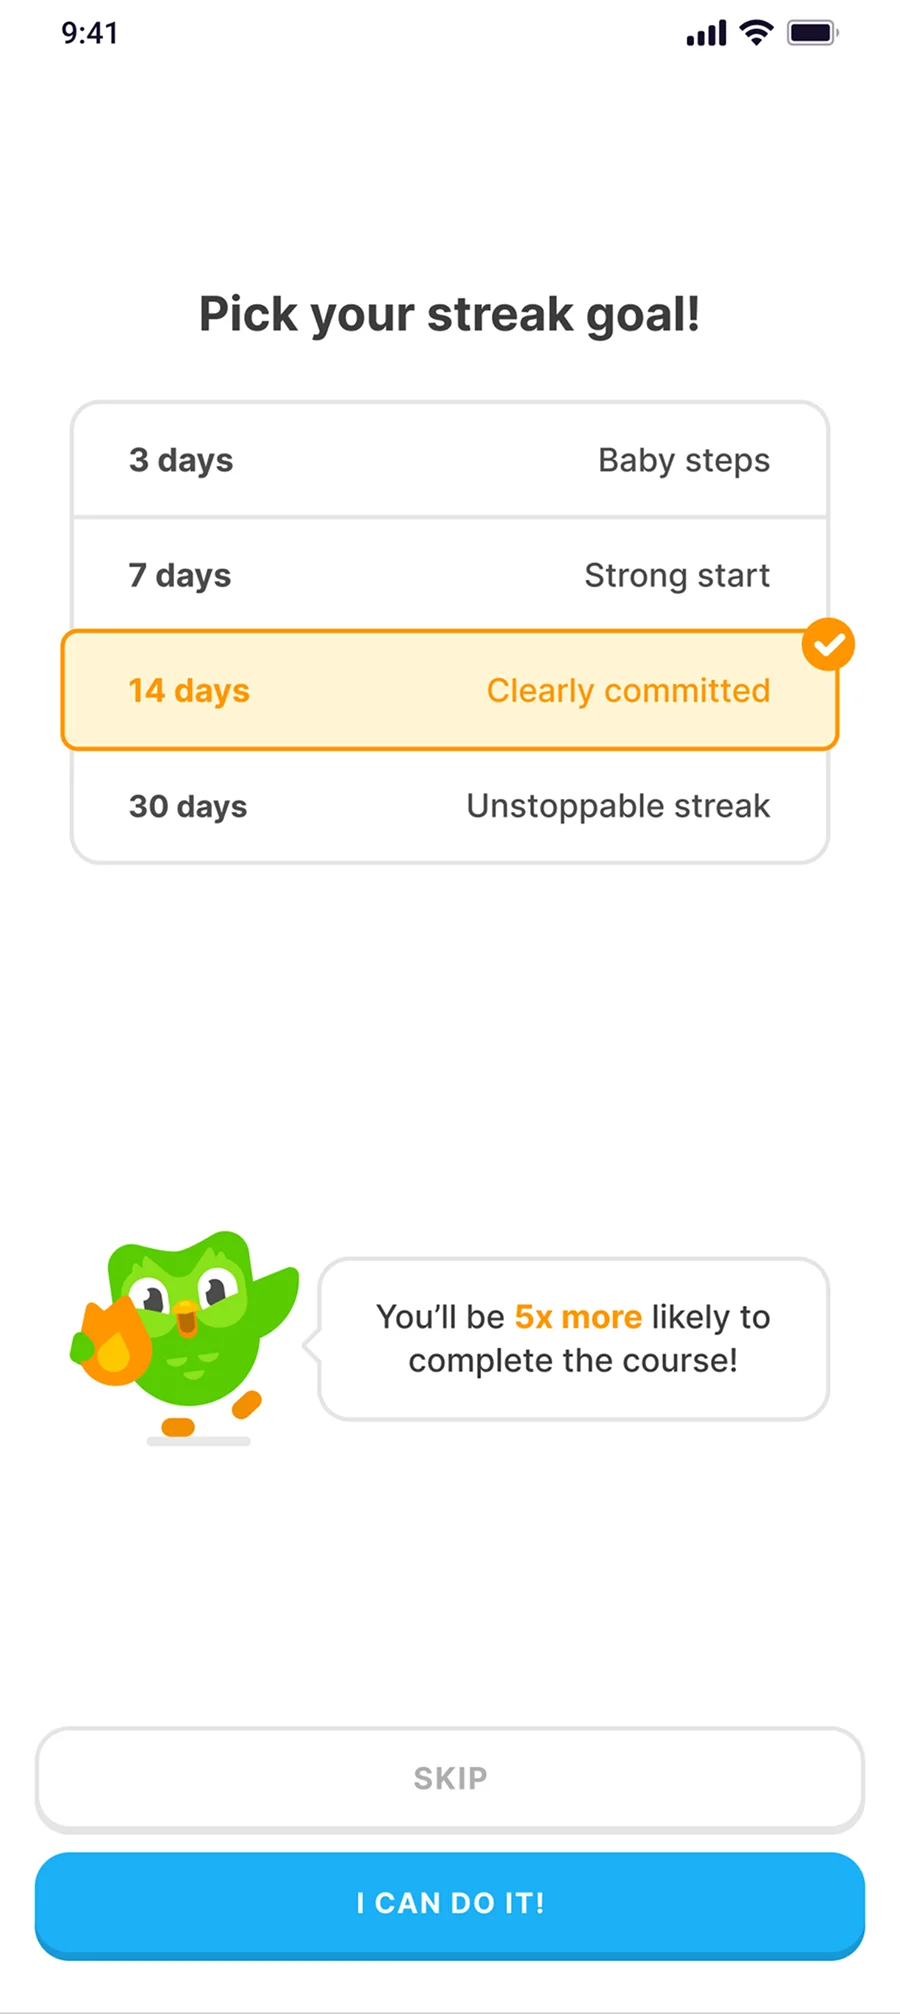 9:41
Pick your streak goal!
3 days Baby steps
7 days Strong start
14 days Clearly committed
30 days Unstoppable streak
You’ll be 5x more likely to
complete the course!
SKIP
I CAN DO IT!